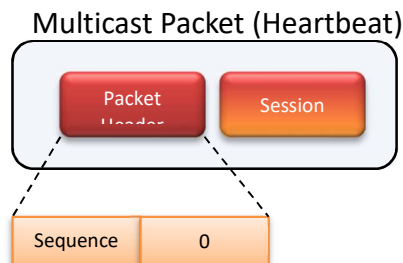 Multicast Packet (Heartbeat)
Packet
Header
Session
Sequence
0